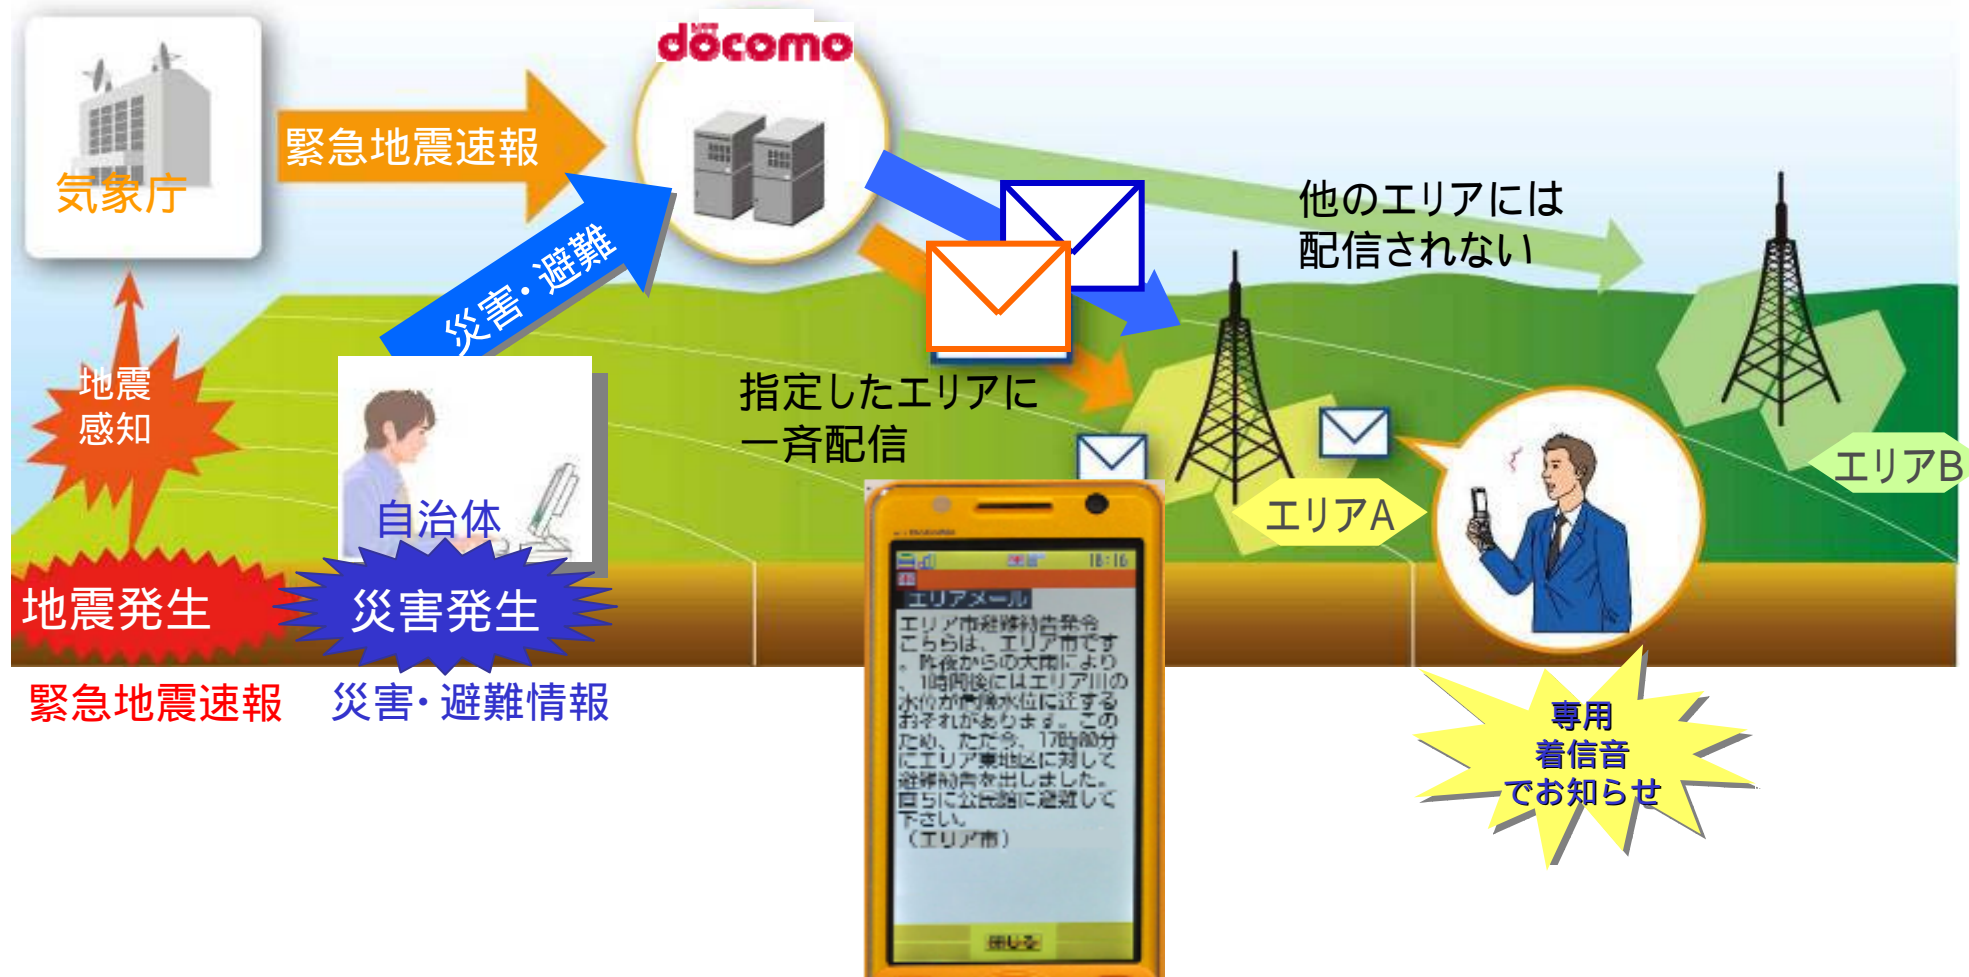 döcomo
緊急地震速報
気象庁
災害・避難
他のエリアには
配信されない
地震
感知
指定したエリアに
一斉配信
自治体
エリアA
エリアB
地震発生
災害発生
緊急地震速報
災害・避難情報
専用
着信音
でお知らせ
18:16
エリアメール
エリア市避難勧告発令
こちらは、エリア市です
。昨夜からの大雨により
、1時間後にはエリア川の
水位が危険水位に達する
おそれがあります。この
ため、ただ今、17時00分
にエリア東地区に対して
避難勧告を出しました。
直ちに公民館に避難して
下さい。
(エリア市)
閉じる